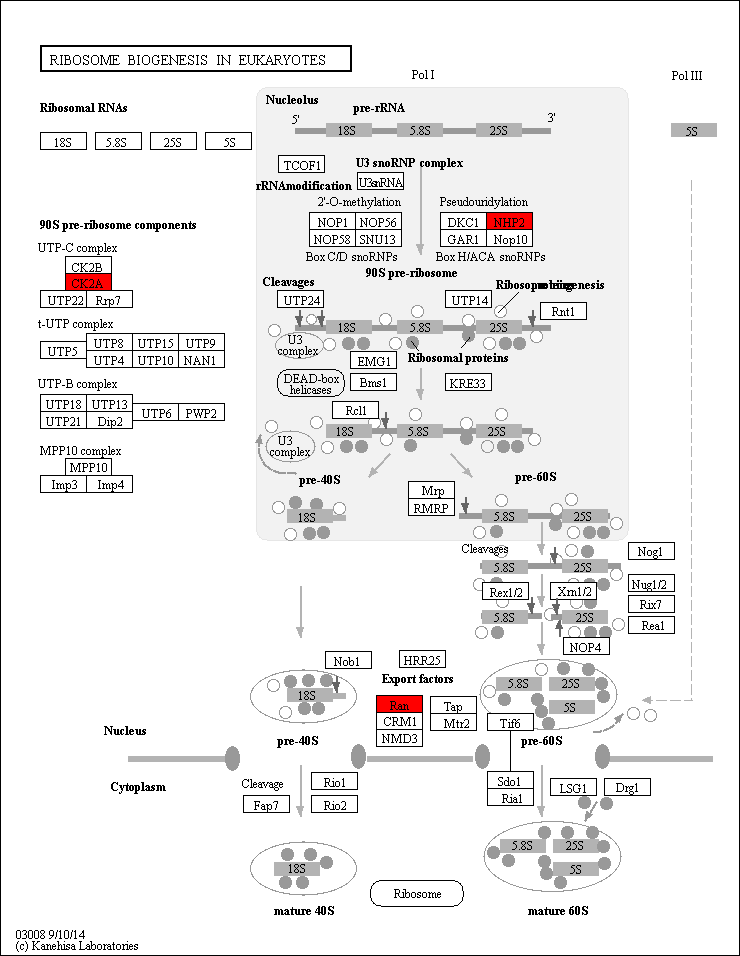 RIBOSOME BIOGENESIS IN EUKARYOTES
Pol I
Pol III
Ribosomal RNAs
18S
5.8S
25S
5S
Nucleolus
pre-rRNA
5'
3'
18S
5.8S
25S
5S
TCOF1
U3 snoRNP complex
U3snRNA
rRNAmodification
2'-O-methylation
Pseudouridylation
NOP1
NOP56
NOP58
SNU13
DKC1
NHP2
GAR1
Nop10
Box C/D snoRNPs
Box H/ACA snoRNPs
90S pre-ribosome components
UTP-C complex
CK2B
CK2A
UTP22
Rrp7
t-UTP complex
UTP5
UTP8
UTP15
UTP9
UTP4
UTP10
NAN1
UTP-B complex
UTP18
UTP13
UTP21
Dip2
UTP6
PWP2
MPP10 complex
MPP10
Imp3
Imp4
90S pre-ribosome
Cleavages
UTP24
UTP14
Rnt1
18S
5.8S
25S
U3
complex
Ribosomal proteins
EMG1
Bms1
DEAD-box
helicases
KRE33
Rcl1
18S
5.8S
25S
U3
complex
pre-40S
pre-60S
Mrp
RMRP
18S
5.8S
25S
Cleavages
Nog1
5.8S
25S
Nug1/2
Rex1/2
Xrn1/2
Rix7
5.8S
25S
Rea1
NOP4
Nob1
HRR25
Export factors
18S
5.8S
25S
5S
Ran
CRM1
NMD3
Tap
Mtr2
Tif6
Nucleus
pre-40S
pre-60S
Cytoplasm
Cleavage
Fap7
Rio1
Rio2
Sdo1
Ria1
LSG1
Drg1
18S
5.8S
25S
5S
Ribosome
mature 40S
mature 60S
03008 9/10/14
(c) Kanehisa Laboratories